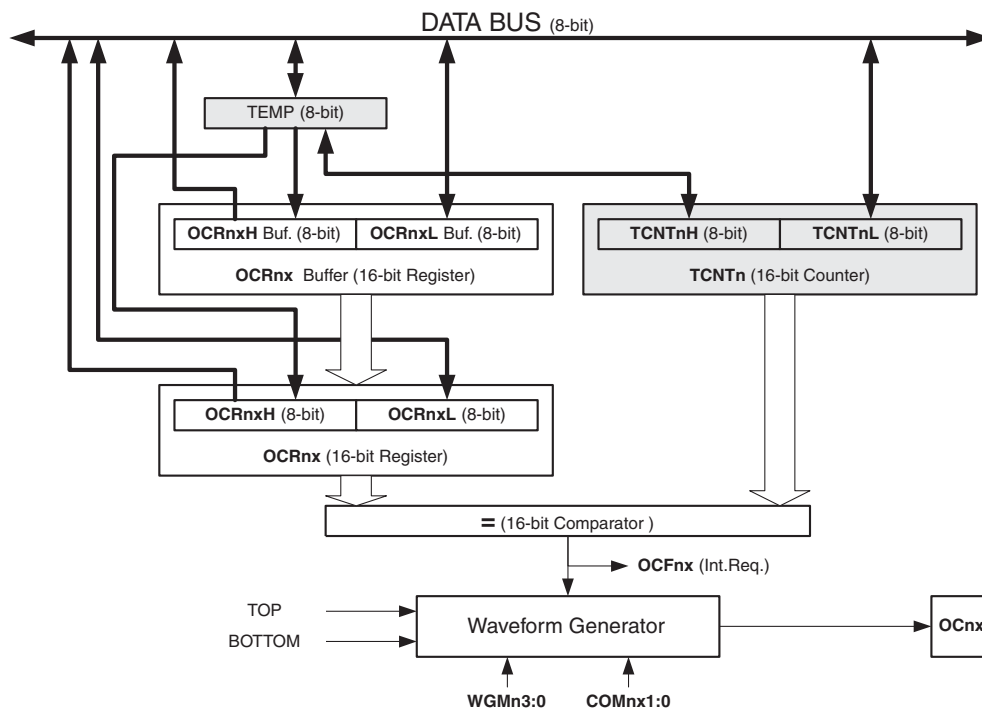 DATA BUS (8-bit)
TEMP (8-bit)
OCRnxH Buf. (8-bit) OCRnxL Buf. (8-bit)
OCRnx Buffer (16-bit Register)
TCNTnH (8-bit) TCNTnL (8-bit)
TCNTn (16-bit Counter)
OCRnxH (8-bit) OCRnxL (8-bit)
OCRnx (16-bit Register)
= (16-bit Comparator )
OCFnx (Int.Req.)
TOP
BOTTOM
Waveform Generator
OCnx
WGMn3:0 COMnx1:0